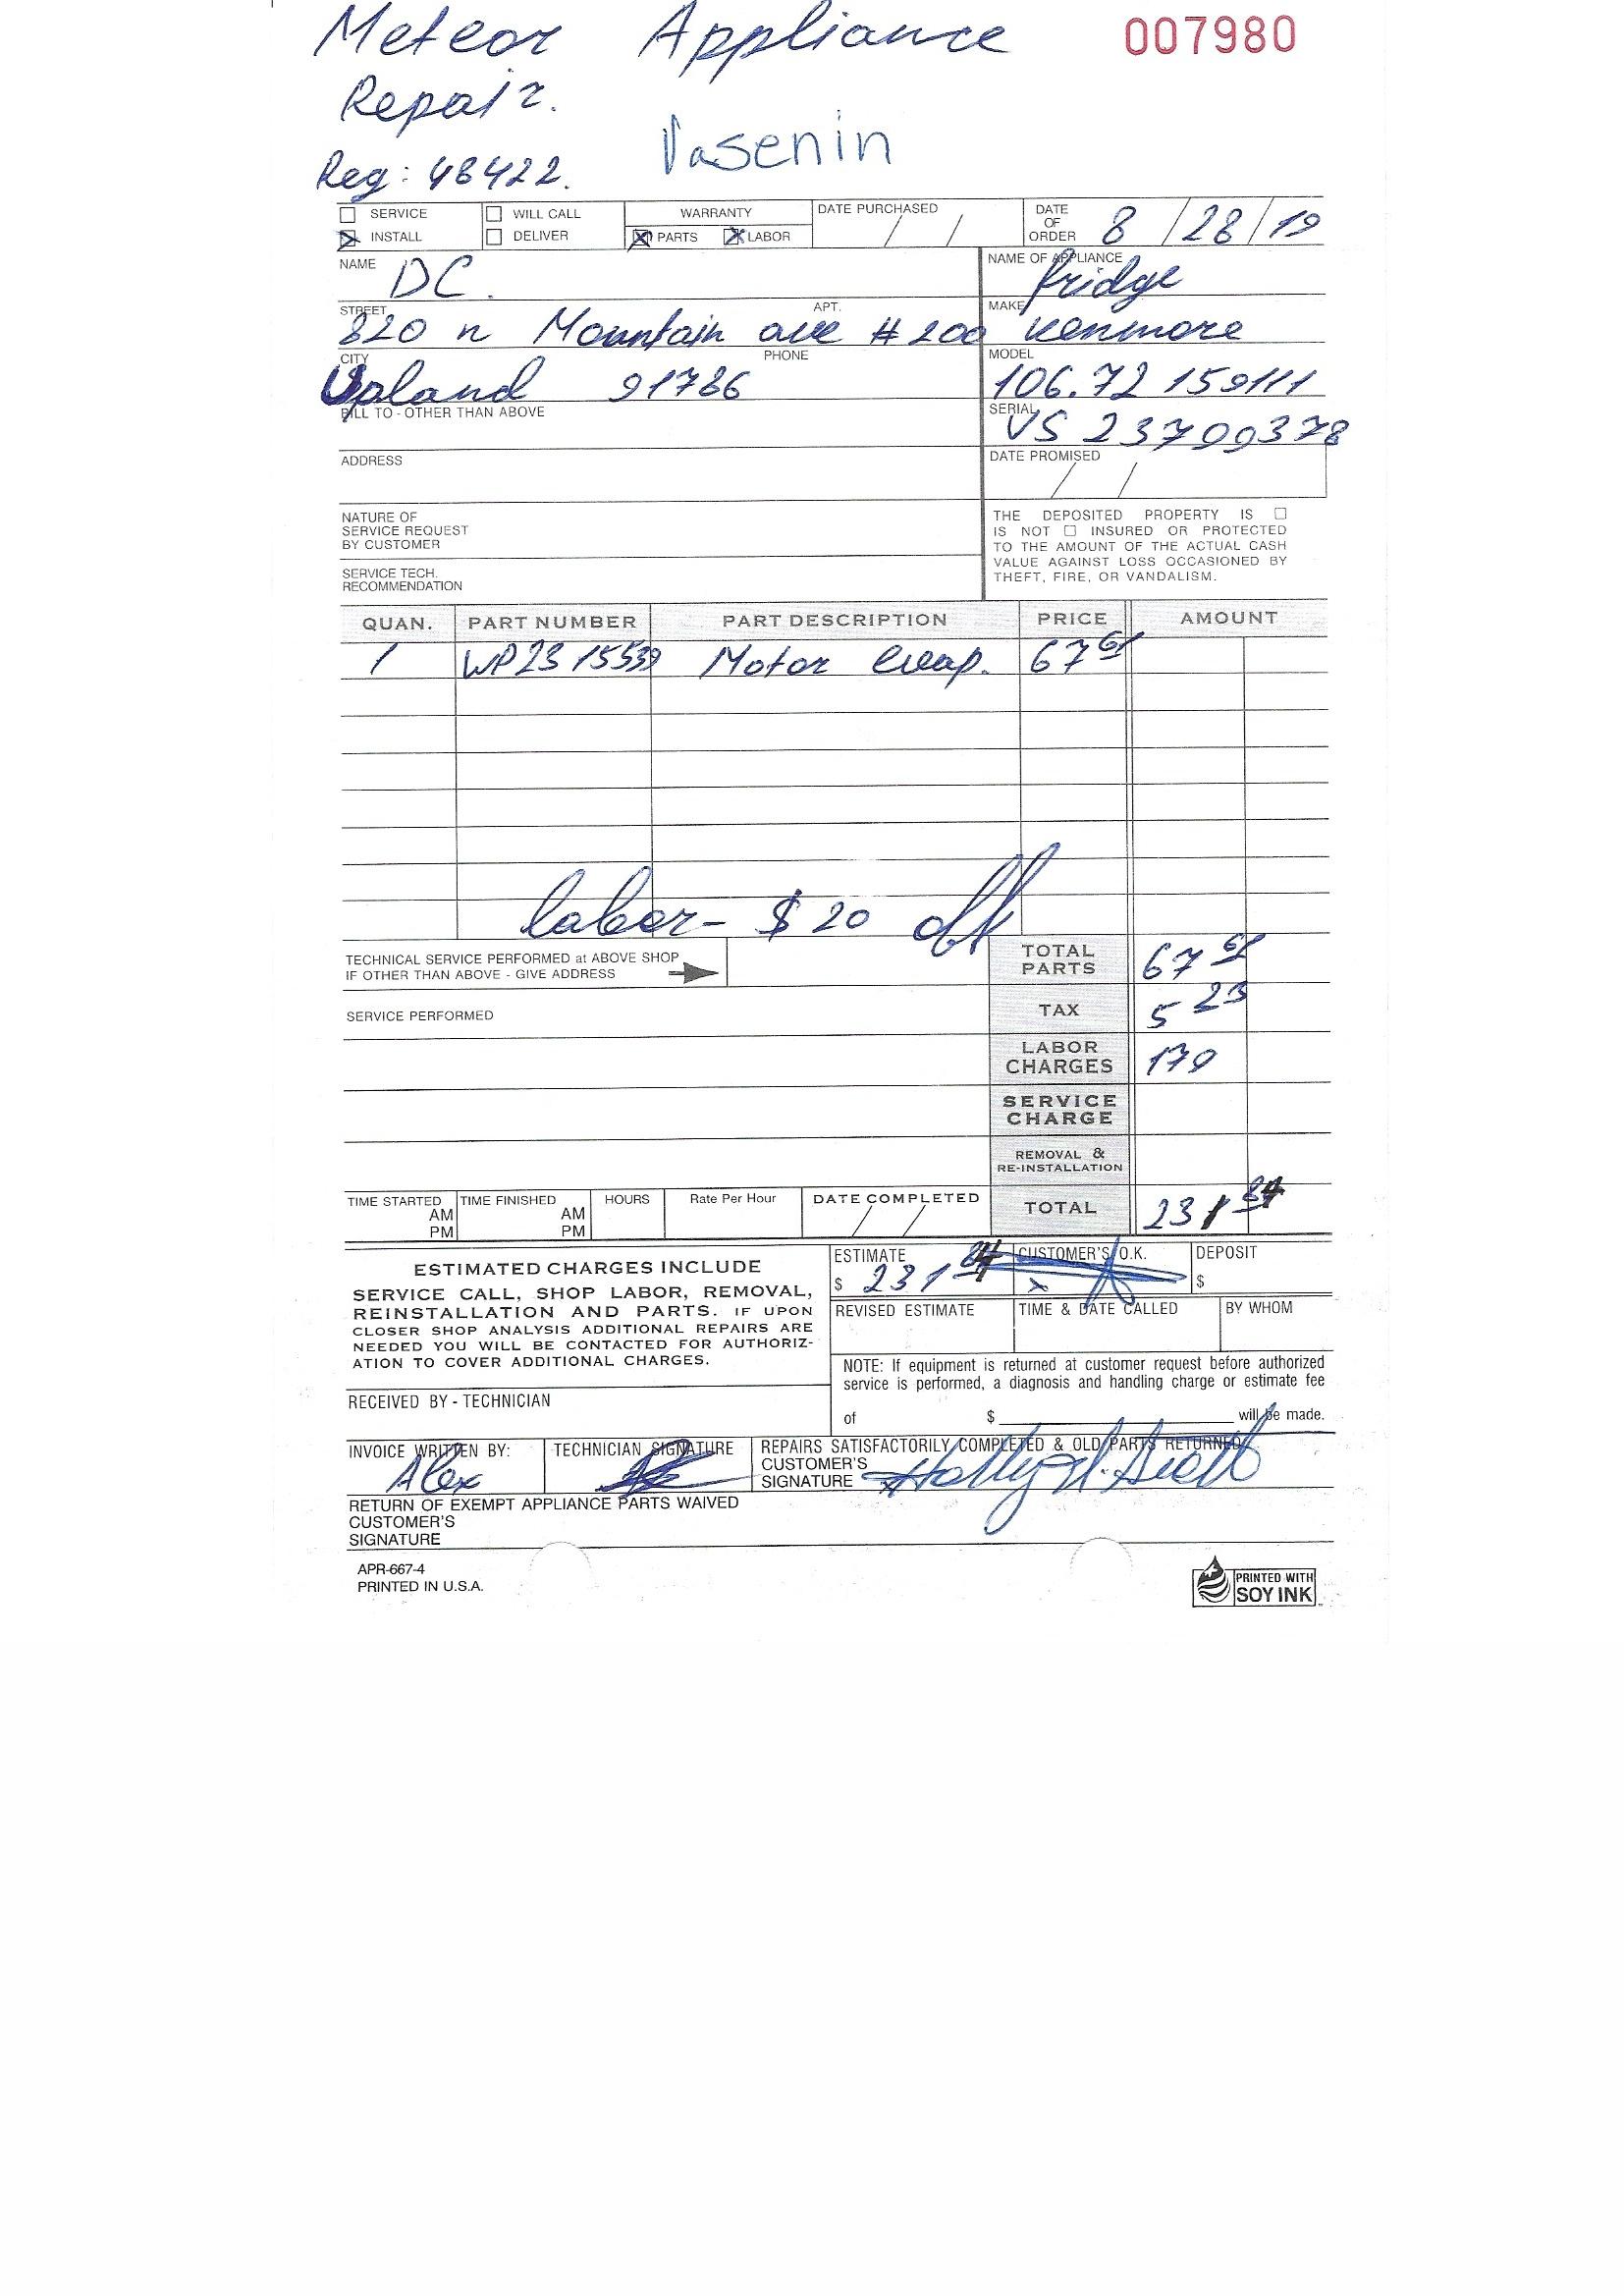 Meteor Appliance 007980
Repair.
Vasenin
Reg: 48422.
SERVICE WILL CALL WARRANTY DATE PURCHASED DATE OF ORDER 8/28/19
INSTALL DELIVER PARTS LABOR
NAME DC. NAME OF APPLIANCE fridge
STREET 820 n Mountain ave #200 APT. MAKE kenmore
CITY Upland 91786 PHONE MODEL 106.72159111
BILL TO - OTHER THAN ABOVE SERIAL VS 23799378
ADDRESS DATE PROMISED / /
NATURE OF
SERVICE REQUEST
BY CUSTOMER
SERVICE TECH.
RECOMMENDATION
THE DEPOSITED PROPERTY IS ☐
IS NOT ☐ INSURED OR PROTECTED
TO THE AMOUNT OF THE ACTUAL CASH
VALUE AGAINST LOSS OCCASIONED BY
THEFT, FIRE, OR VANDALISM.
QUAN. PART NUMBER PART DESCRIPTION PRICE AMOUNT
1 WP2315539 Motor evap. 67 61
labor- $20 off
TECHNICAL SERVICE PERFORMED at ABOVE SHOP
IF OTHER THAN ABOVE - GIVE ADDRESS
TOTAL PARTS 67 61
SERVICE PERFORMED
TAX 5 23
LABOR CHARGES 179
SERVICE CHARGE
REMOVAL & RE-INSTALLATION
TIME STARTED AM PM TIME FINISHED AM PM HOURS Rate Per Hour DATE COMPLETED / / TOTAL 231 84
ESTIMATED CHARGES INCLUDE
SERVICE CALL, SHOP LABOR, REMOVAL,
REINSTALLATION AND PARTS. IF UPON
CLOSER SHOP ANALYSIS ADDITIONAL REPAIRS ARE
NEEDED YOU WILL BE CONTACTED FOR AUTHORIZ-
ATION TO COVER ADDITIONAL CHARGES.
ESTIMATE $ 231 84 CUSTOMER'S O.K. x DEPOSIT $
REVISED ESTIMATE TIME & DATE CALLED BY WHOM
NOTE: If equipment is returned at customer request before authorized
service is performed, a diagnosis and handling charge or estimate fee
of $ will be made.
RECEIVED BY - TECHNICIAN
INVOICE WRITTEN BY: Alex TECHNICIAN SIGNATURE
REPAIRS SATISFACTORILY COMPLETED & OLD PARTS RETURNED
CUSTOMER'S
SIGNATURE
RETURN OF EXEMPT APPLIANCE PARTS WAIVED
CUSTOMER'S
SIGNATURE
APR-667-4
PRINTED IN U.S.A.
PRINTED WITH
SOY INK